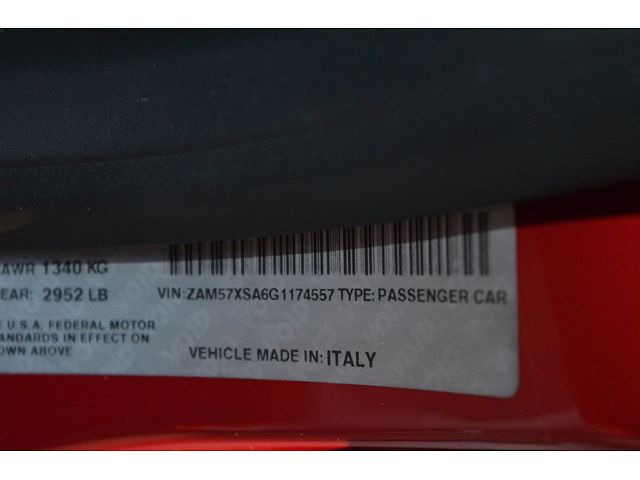 AWR 1340 KG
EAR: 2952 LB
VIN: ZAM57XSA6G1174557 TYPE: PASSENGER CAR
E U.S.A. FEDERAL MOTOR
ANDARDS IN EFFECT ON
OWN ABOVE
VEHICLE MADE IN: ITALY